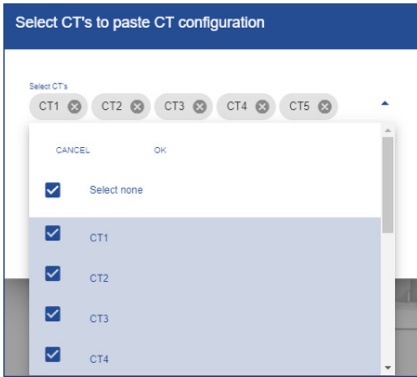 Select CT's to paste CT configuration
Select CT's
CT1 CT2 CT3 CT4 CT5
CANCEL OK
Select none
CT1
CT2
CT3
CT4